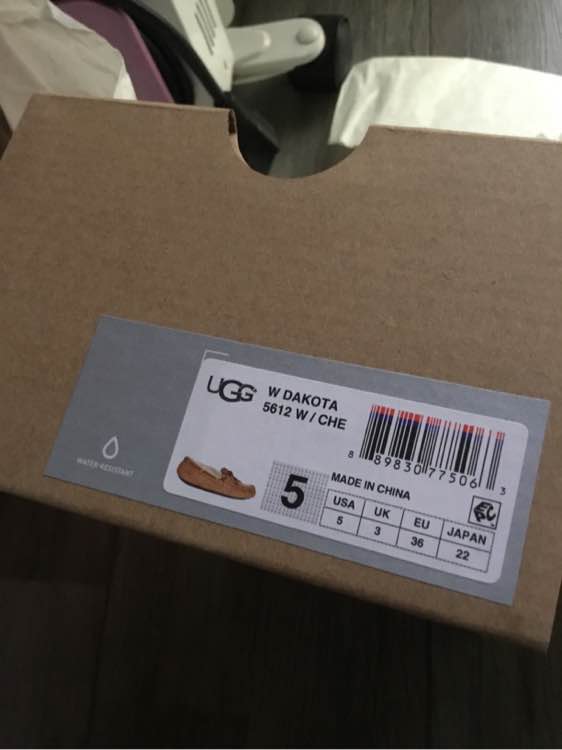 UGG
W DAKOTA
5612 W / CHE
8 89830 77506 3
WATER-RESISTANT
5
MADE IN CHINA
USA UK EU JAPAN
5 3 36 22
EPC